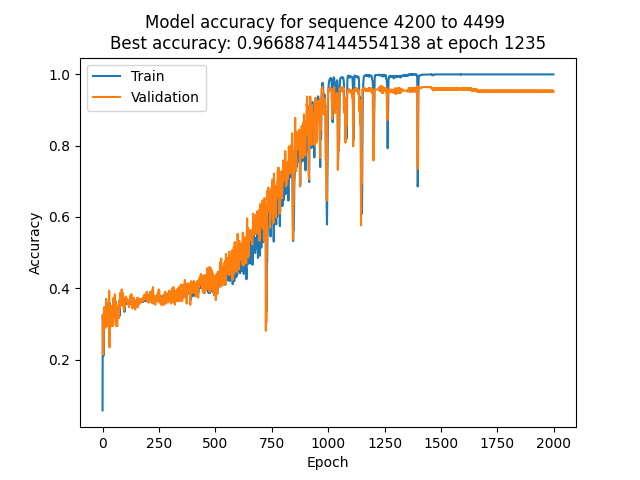 Model accuracy for sequence 4200 to 4499
Best accuracy: 0.9668874144554138 at epoch 1235
Train
Validation
1.0
0.8
0.6
0.4
0.2
Accuracy
0 250 500 750 1000 1250 1500 1750 2000
Epoch